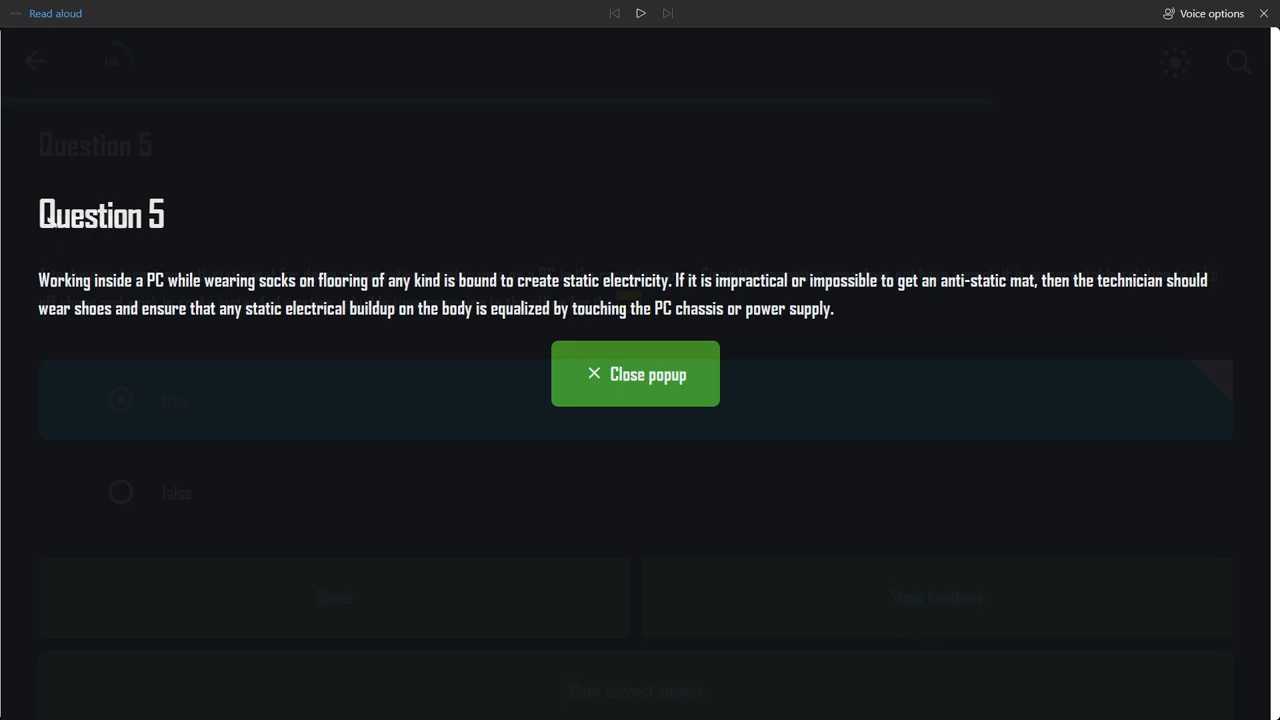 Read aloud
Voice options
Question 5
Question 5
Working inside a PC while wearing socks on flooring of any kind is bound to create static electricity. If it is impractical or impossible to get an anti-static mat, then the technician should
wear shoes and ensure that any static electrical buildup on the body is equalized by touching the PC chassis or power supply.
Close popup
true
false
Reset
Show feedback
Show correct answer